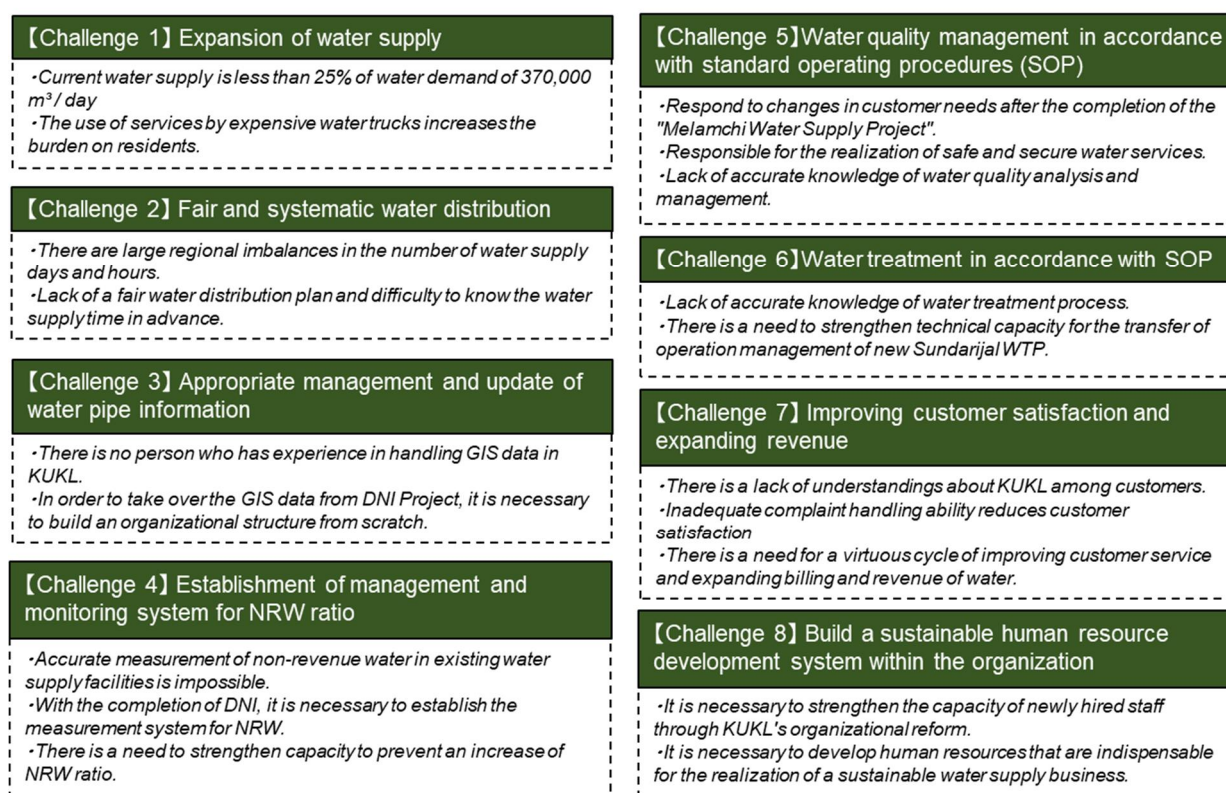 【Challenge 1】Expansion of water supply
・Current water supply is less than 25% of water demand of 370,000
m³ / day
・The use of services by expensive water trucks increases the
burden on residents.
【Challenge 2】Fair and systematic water distribution
・There are large regional imbalances in the number of water supply
days and hours.
・Lack of a fair water distribution plan and difficulty to know the water
supply time in advance.
【Challenge 3】Appropriate management and update of
water pipe information
・There is no person who has experience in handling GIS data in
KUKL.
・In order to take over the GIS data from DNI Project, it is necessary
to build an organizational structure from scratch.
【Challenge 4】Establishment of management and
monitoring system for NRW ratio
・Accurate measurement of non-revenue water in existing water
supply facilities is impossible.
・With the completion of DNI, it is necessary to establish the
measurement system for NRW.
・There is a need to strengthen capacity to prevent an increase of
NRW ratio.
【Challenge 5】Water quality management in accordance
with standard operating procedures (SOP)
・Respond to changes in customer needs after the completion of the
"Melamchi Water Supply Project".
・Responsible for the realization of safe and secure water services.
・Lack of accurate knowledge of water quality analysis and
management.
【Challenge 6】Water treatment in accordance with SOP
・Lack of accurate knowledge of water treatment process.
・There is a need to strengthen technical capacity for the transfer of
operation management of new Sundarijal WTP.
【Challenge 7】Improving customer satisfaction and
expanding revenue
・There is a lack of understandings about KUKL among customers.
・Inadequate complaint handling ability reduces customer
satisfaction
・There is a need for a virtuous cycle of improving customer service
and expanding billing and revenue of water.
【Challenge 8】Build a sustainable human resource
development system within the organization
・It is necessary to strengthen the capacity of newly hired staff
through KUKL's organizational reform.
・It is necessary to develop human resources that are indispensable
for the realization of a sustainable water supply business.